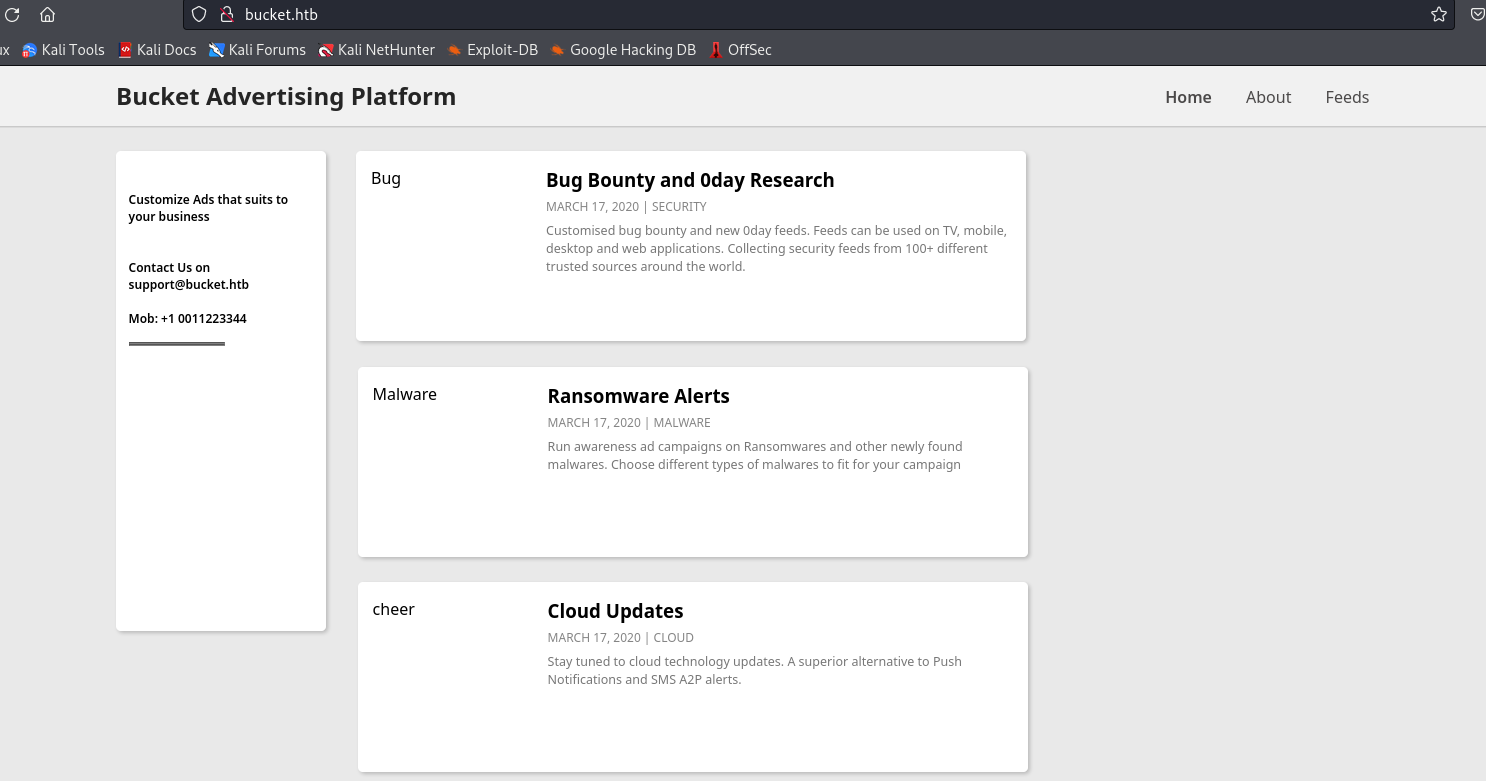 bucket.htb
Kali Tools Kali Docs Kali Forums Kali NetHunter Exploit-DB Google Hacking DB OffSec
Bucket Advertising Platform
Home About Feeds
Customize Ads that suits to
your business
Contact Us on
support@bucket.htb
Mob: +1 0011223344
Bug
Bug Bounty and 0day Research
MARCH 17, 2020 | SECURITY
Customised bug bounty and new 0day feeds. Feeds can be used on TV, mobile,
desktop and web applications. Collecting security feeds from 100+ different
trusted sources around the world.
Malware
Ransomware Alerts
MARCH 17, 2020 | MALWARE
Run awareness ad campaigns on Ransomwares and other newly found
malwares. Choose different types of malwares to fit for your campaign
cheer
Cloud Updates
MARCH 17, 2020 | CLOUD
Stay tuned to cloud technology updates. A superior alternative to Push
Notifications and SMS A2P alerts.